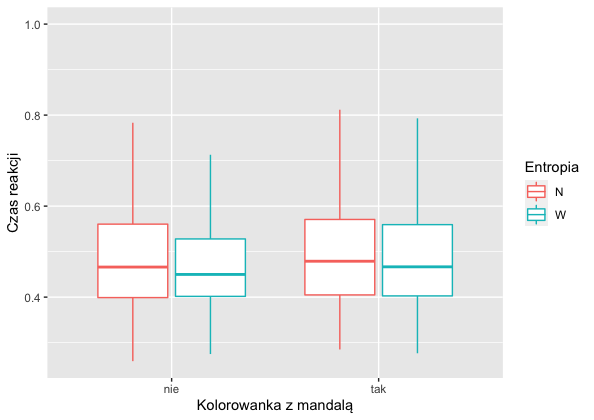 1.0
0.8
0.6
0.4
Czas reakcji
nie
tak
Kolorowanka z mandalą
Entropia
N
W